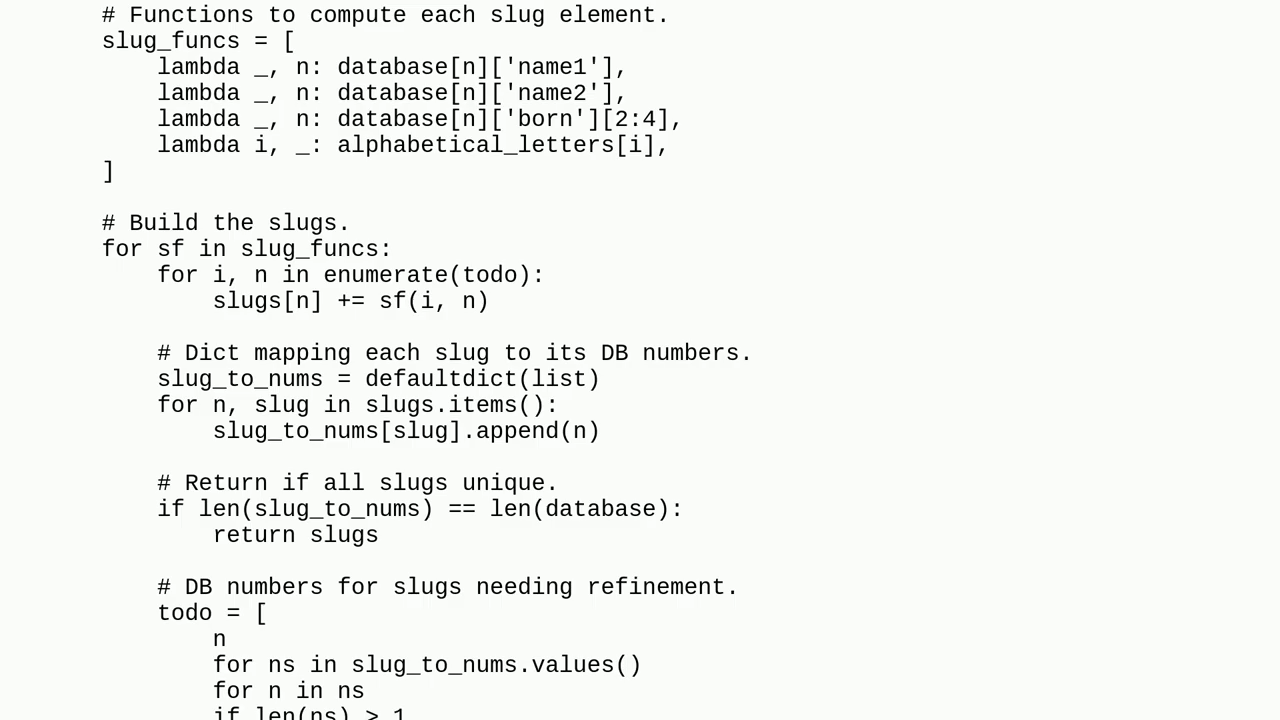 # Functions to compute each slug element.
slug_funcs = [
    lambda _, n: database[n]['name1'],
    lambda _, n: database[n]['name2'],
    lambda _, n: database[n]['born'][2:4],
    lambda i, _: alphabetical_letters[i],
]

# Build the slugs.
for sf in slug_funcs:
    for i, n in enumerate(todo):
        slugs[n] += sf(i, n)

    # Dict mapping each slug to its DB numbers.
    slug_to_nums = defaultdict(list)
    for n, slug in slugs.items():
        slug_to_nums[slug].append(n)

    # Return if all slugs unique.
    if len(slug_to_nums) == len(database):
        return slugs

    # DB numbers for slugs needing refinement.
    todo = [
        n
        for ns in slug_to_nums.values()
        for n in ns
        if len(ns) > 1